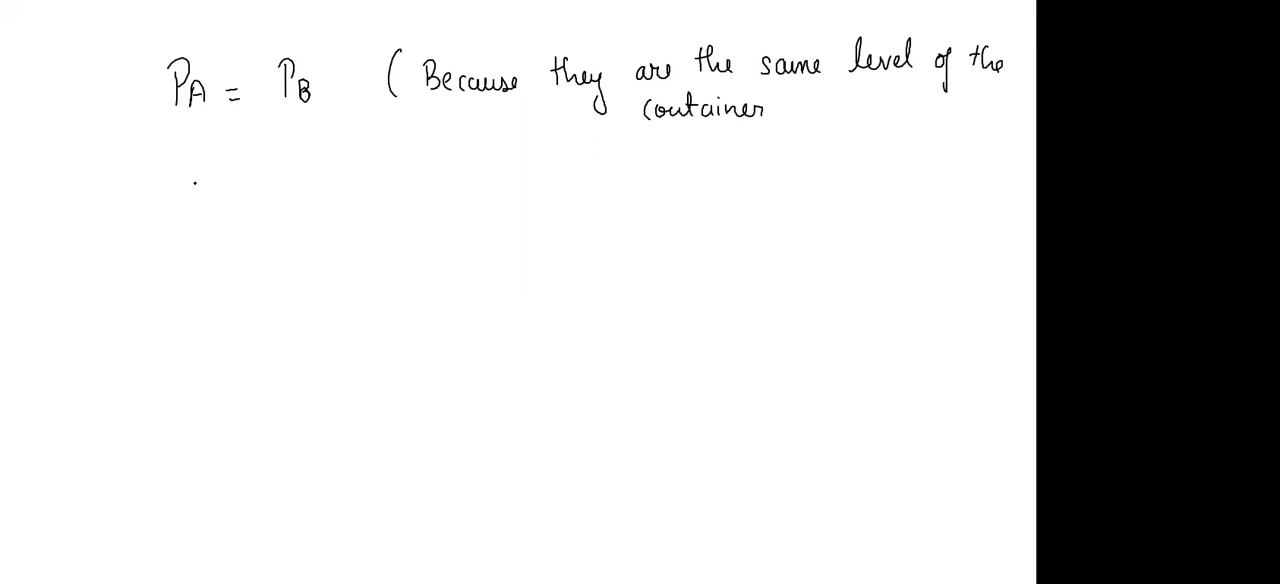 PA = PB ( Because they are the same level of the
container